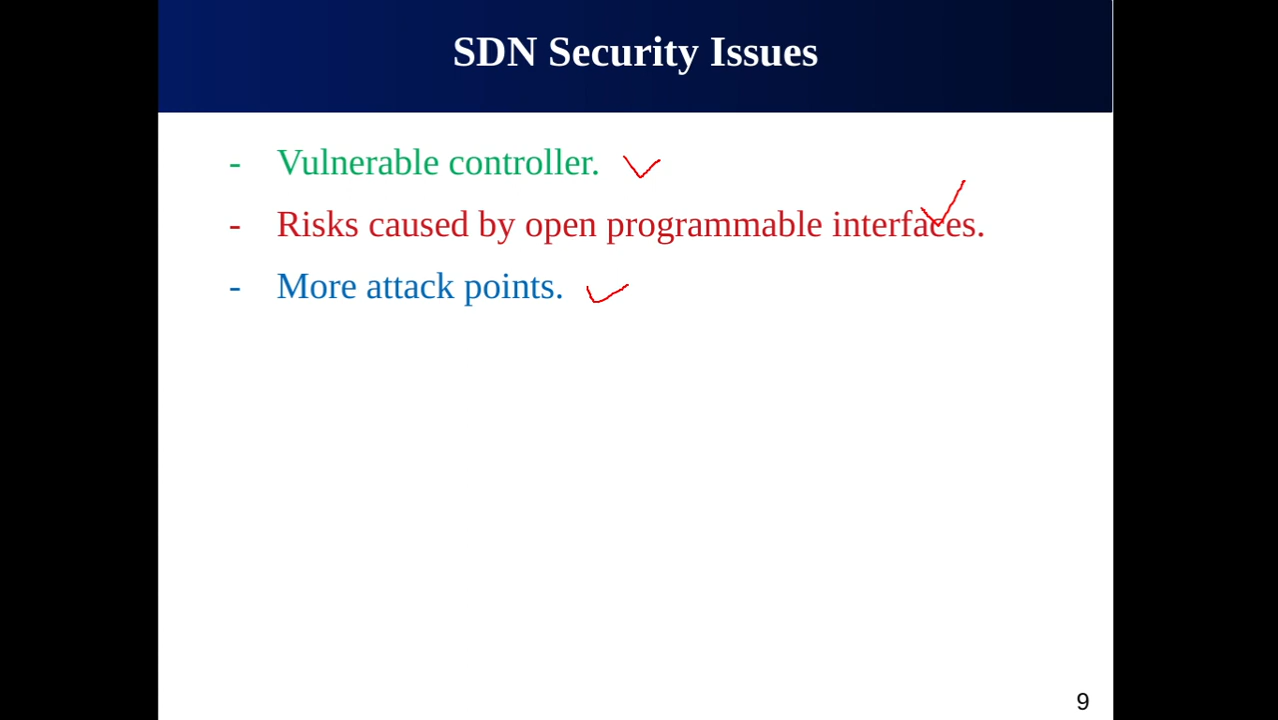 SDN Security Issues
- Vulnerable controller.
- Risks caused by open programmable interfaces.
- More attack points.
9